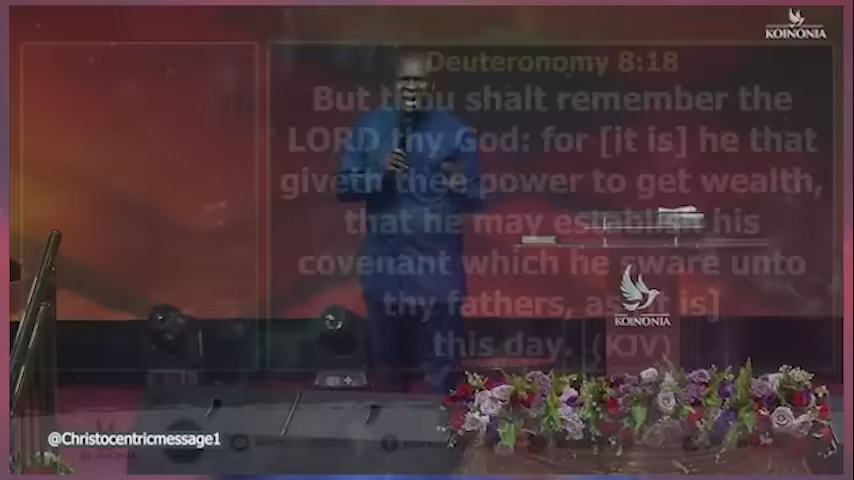 KOINONIA
Deuteronomy 8:18
But thou shalt remember the
LORD thy God: for [it is] he that
giveth thee power to get wealth,
that he may establish his
covenant which he sware unto
thy fathers, as [it is]
this day. (KJV)
KOINONIA
@Christocentricmessage1